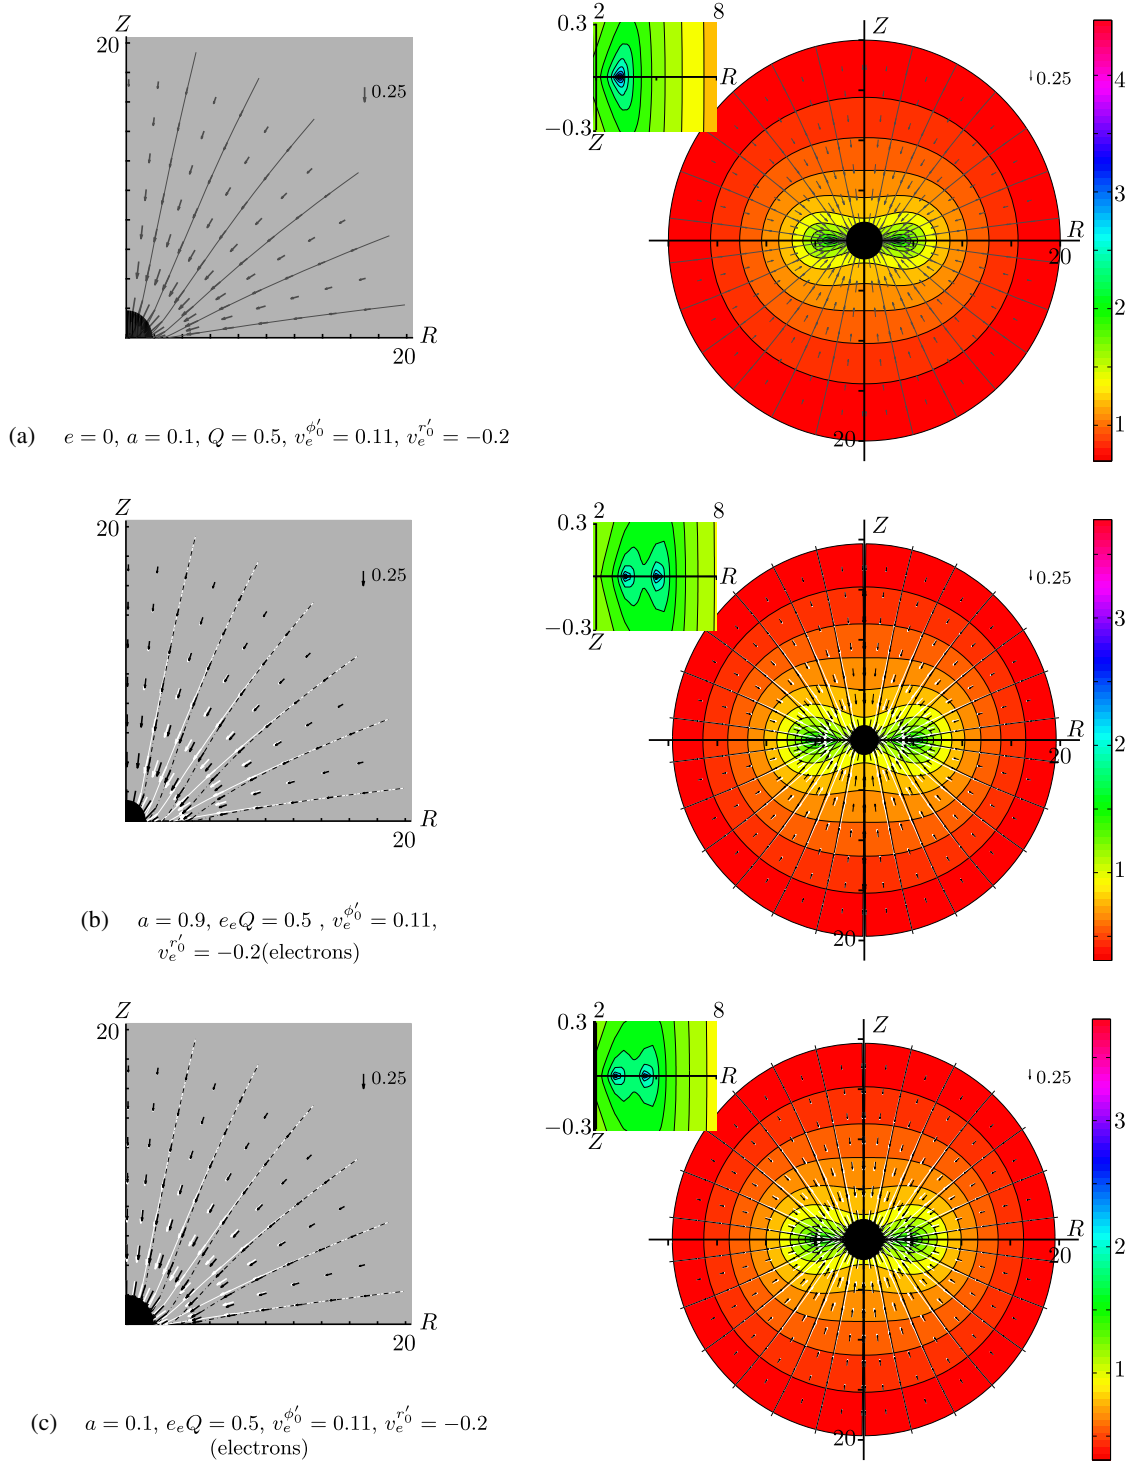 Z
20
0.25
20
R
2 8
0.3
R
−0.3
Z
Z
0.25
R
20
20
4
3
2
1
(a) e = 0, a = 0.1, Q = 0.5, v_e^{φ′_0} = 0.11, v_e^{r′_0} = −0.2
Z
20
0.25
R
20
2 8
0.3
R
−0.3
Z
Z
0.25
R
20
20
3
2
1
(b) a = 0.9, e_eQ = 0.5 , v_e^{φ′_0} = 0.11,
v_e^{r′_0} = −0.2(electrons)
Z
20
0.25
R
20
2 8
0.3
R
−0.3
Z
Z
0.25
R
20
20
3
2
1
(c) a = 0.1, e_eQ = 0.5, v_e^{φ′_0} = 0.11, v_e^{r′_0} = −0.2
(electrons)